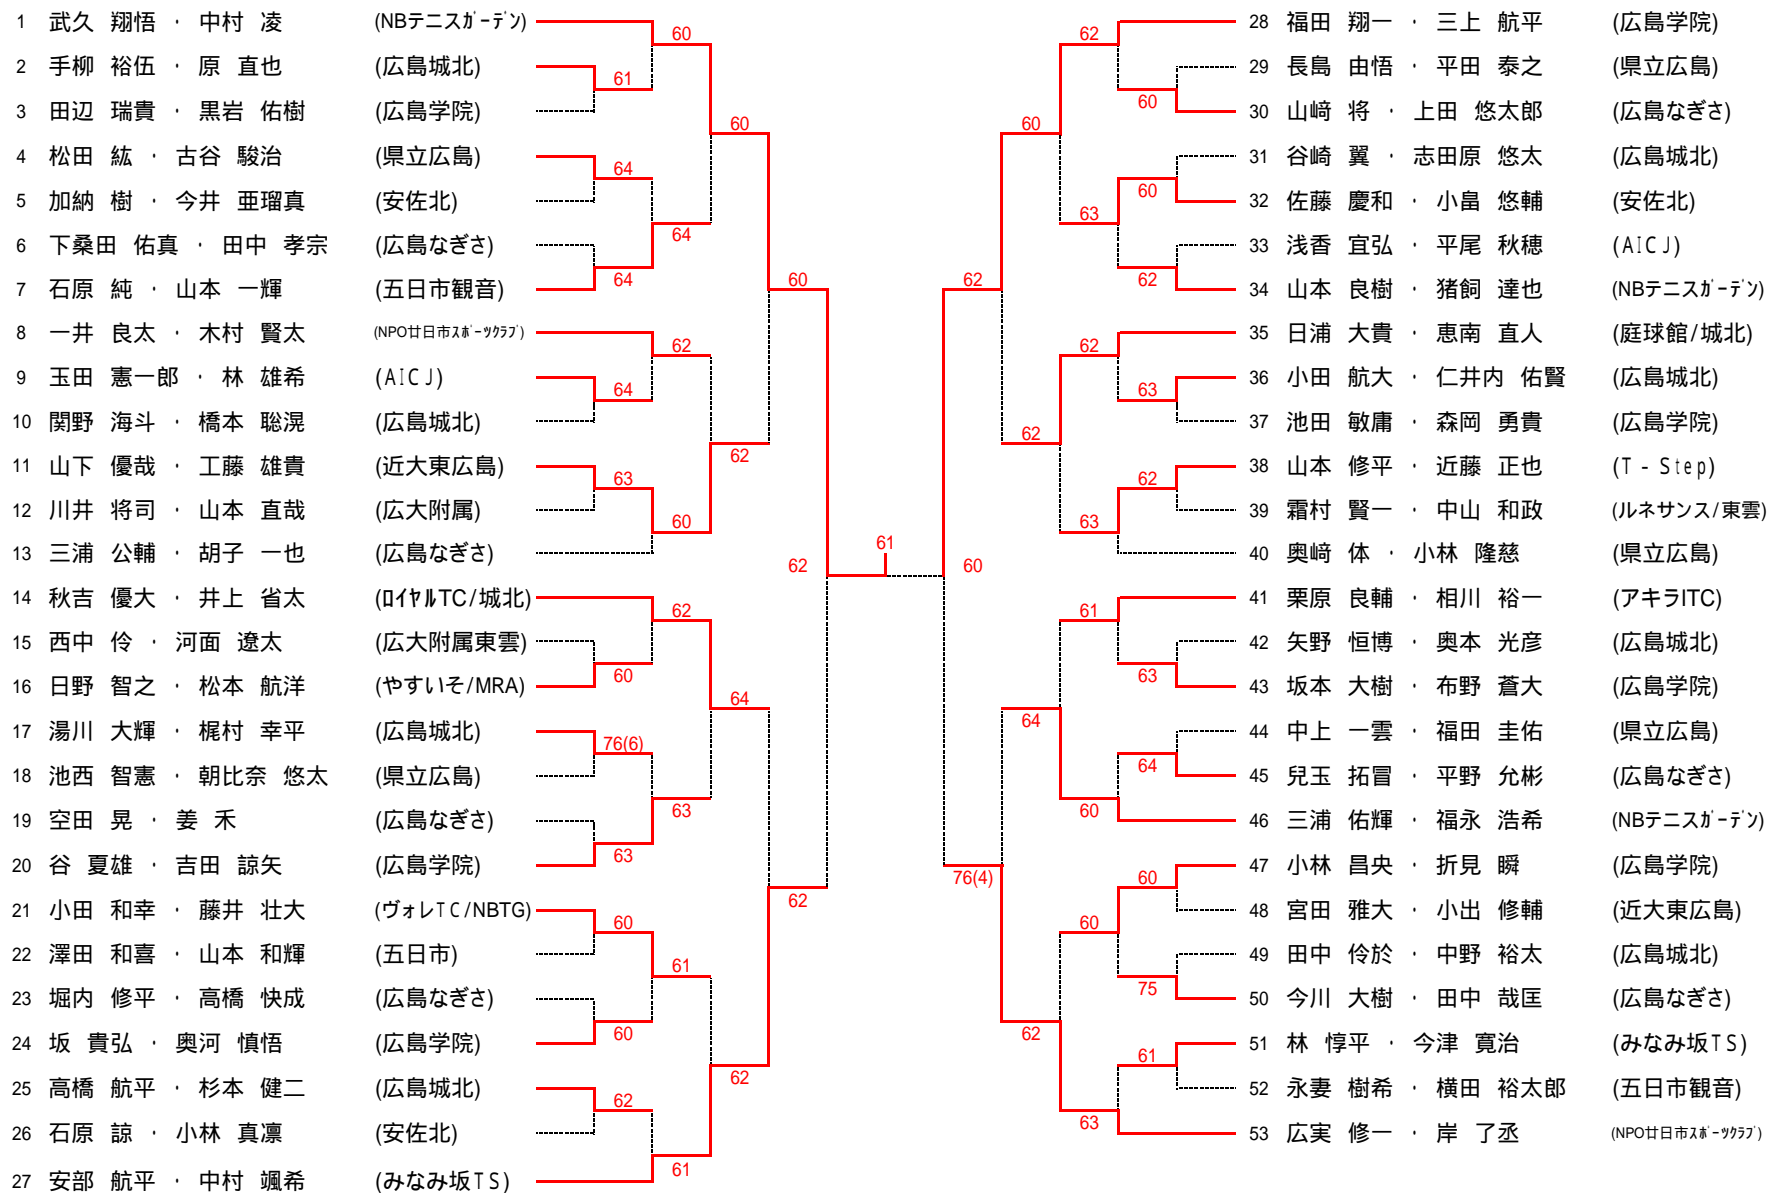 1 武久 翔悟 ・ 中村 凌 (NBテニスガーデン)
2 手柳 裕伍 ・ 原 直也 (広島城北)
3 田辺 瑞貴 ・ 黒岩 佑樹 (広島学院)
4 松田 紘 ・ 古谷 駿治 (県立広島)
5 加納 樹 ・ 今井 亜瑠真 (安佐北)
6 下桑田 佑真 ・ 田中 孝宗 (広島なぎさ)
7 石原 純 ・ 山本 一輝 (五日市観音)
8 一井 良太 ・ 木村 賢太 (NPO廿日市スポーツクラブ)
9 玉田 憲一郎 ・ 林 雄希 (AICJ)
10 関野 海斗 ・ 橋本 聡滉 (広島城北)
11 山下 優哉 ・ 工藤 雄貴 (近大東広島)
12 川井 将司 ・ 山本 直哉 (広大附属)
13 三浦 公輔 ・ 胡子 一也 (広島なぎさ)
14 秋吉 優大 ・ 井上 省太 (ロイヤルTC/城北)
15 西中 伶 ・ 河面 遼太 (広大附属東雲)
16 日野 智之 ・ 松本 航洋 (やすいそ/MRA)
17 湯川 大輝 ・ 梶村 幸平 (広島城北)
18 池西 智憲 ・ 朝比奈 悠太 (県立広島)
19 空田 晃 ・ 姜 禾 (広島なぎさ)
20 谷 夏雄 ・ 吉田 諒矢 (広島学院)
21 小田 和幸 ・ 藤井 壮大 (ヴォレTC/NBTG)
22 澤田 和喜 ・ 山本 和輝 (五日市)
23 堀内 修平 ・ 高橋 快成 (広島なぎさ)
24 坂 貴弘 ・ 奥河 慎悟 (広島学院)
25 高橋 航平 ・ 杉本 健二 (広島城北)
26 石原 諒 ・ 小林 真凛 (安佐北)
27 安部 航平 ・ 中村 颯希 (みなみ坂TS)
60
61
60
64
64
64
60
62
64
62
63
60
62
62
60
64
76(6)
63
63
62
60
61
60
62
62
61
61
28 福田 翔一 ・ 三上 航平 (広島学院)
29 長島 由悟 ・ 平田 泰之 (県立広島)
30 山﨑 将 ・ 上田 悠太郎 (広島なぎさ)
31 谷崎 翼 ・ 志田原 悠太 (広島城北)
32 佐藤 慶和 ・ 小畠 悠輔 (安佐北)
33 浅香 宜弘 ・ 平尾 秋穂 (AICJ)
34 山本 良樹 ・ 猪飼 達也 (NBテニスガーデン)
35 日浦 大貴 ・ 恵南 直人 (庭球館/城北)
36 小田 航大 ・ 仁井内 佑賢 (広島城北)
37 池田 敏庸 ・ 森岡 勇貴 (広島学院)
38 山本 修平 ・ 近藤 正也 (T-Step)
39 霜村 賢一 ・ 中山 和政 (ルネサンス/東雲)
40 奥﨑 体 ・ 小林 隆慈 (県立広島)
41 栗原 良輔 ・ 相川 裕一 (アキラITC)
42 矢野 恒博 ・ 奥本 光彦 (広島城北)
43 坂本 大樹 ・ 布野 蒼大 (広島学院)
44 中上 一雲 ・ 福田 圭佑 (県立広島)
45 兒玉 拓冒 ・ 平野 允彬 (広島なぎさ)
46 三浦 佑輝 ・ 福永 浩希 (NBテニスガーデン)
47 小林 昌央 ・ 折見 瞬 (広島学院)
48 宮田 雅大 ・ 小出 修輔 (近大東広島)
49 田中 伶於 ・ 中野 裕太 (広島城北)
50 今川 大樹 ・ 田中 哉匡 (広島なぎさ)
51 林 惇平 ・ 今津 寛治 (みなみ坂TS)
52 永妻 樹希 ・ 横田 裕太郎 (五日市観音)
53 広実 修一 ・ 岸 了丞 (NPO廿日市スポーツクラブ)
62
60
60
60
63
62
62
62
63
62
62
63
60
61
63
64
64
60
76(4)
60
60
75
62
61
63